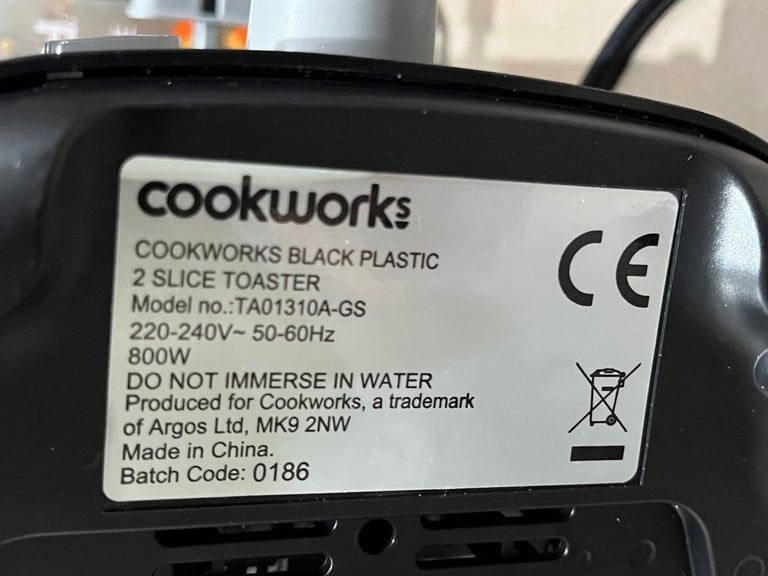 cookworks
COOKWORKS BLACK PLASTIC
2 SLICE TOASTER
Model no.:TA01310A-GS
220-240V~ 50-60Hz
800W
DO NOT IMMERSE IN WATER
Produced for Cookworks, a trademark
of Argos Ltd, MK9 2NW
Made in China.
Batch Code: 0186
CE